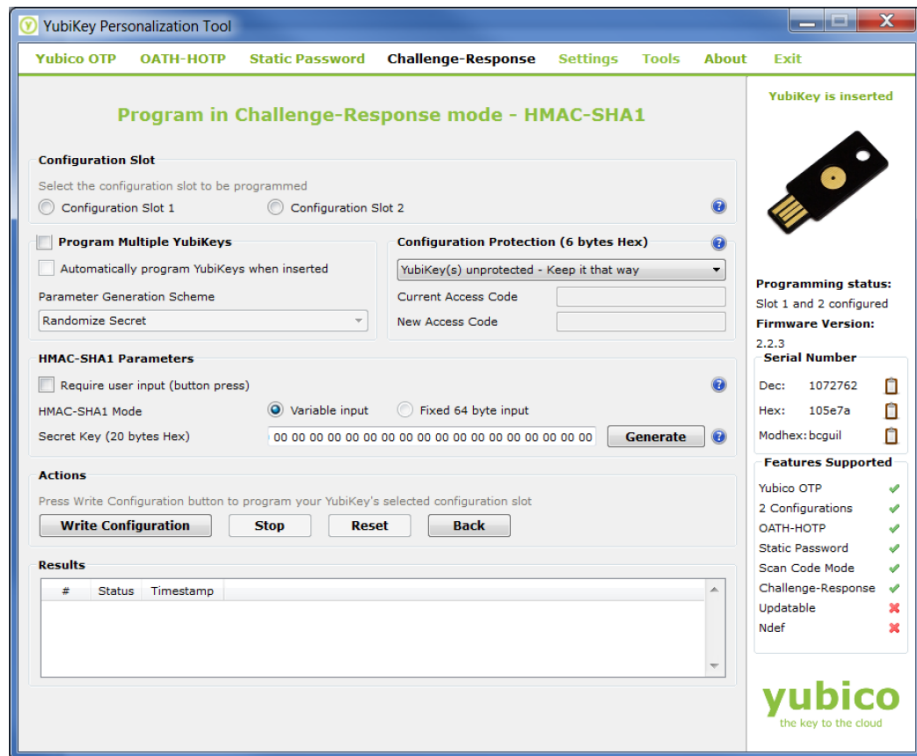 YubiKey Personalization Tool
Yubico OTP OATH-HOTP Static Password Challenge-Response Settings Tools About Exit
Program in Challenge-Response mode - HMAC-SHA1
Configuration Slot
Select the configuration slot to be programmed
Configuration Slot 1 Configuration Slot 2
Program Multiple YubiKeys
Automatically program YubiKeys when inserted
Parameter Generation Scheme
Randomize Secret
Configuration Protection (6 bytes Hex)
YubiKey(s) unprotected - Keep it that way
Current Access Code
New Access Code
HMAC-SHA1 Parameters
Require user input (button press)
HMAC-SHA1 Mode Variable input Fixed 64 byte input
Secret Key (20 bytes Hex) 00 00 00 00 00 00 00 00 00 00 00 00 00 00 00 00 00 00 Generate
Actions
Press Write Configuration button to program your YubiKey's selected configuration slot
Write Configuration Stop Reset Back
Results
# Status Timestamp
YubiKey is inserted
Programming status:
Slot 1 and 2 configured
Firmware Version:
2.2.3
Serial Number
Dec: 1072762
Hex: 105e7a
Modhex: bcguil
Features Supported
Yubico OTP
2 Configurations
OATH-HOTP
Static Password
Scan Code Mode
Challenge-Response
Updatable
Ndef
yubico
the key to the cloud